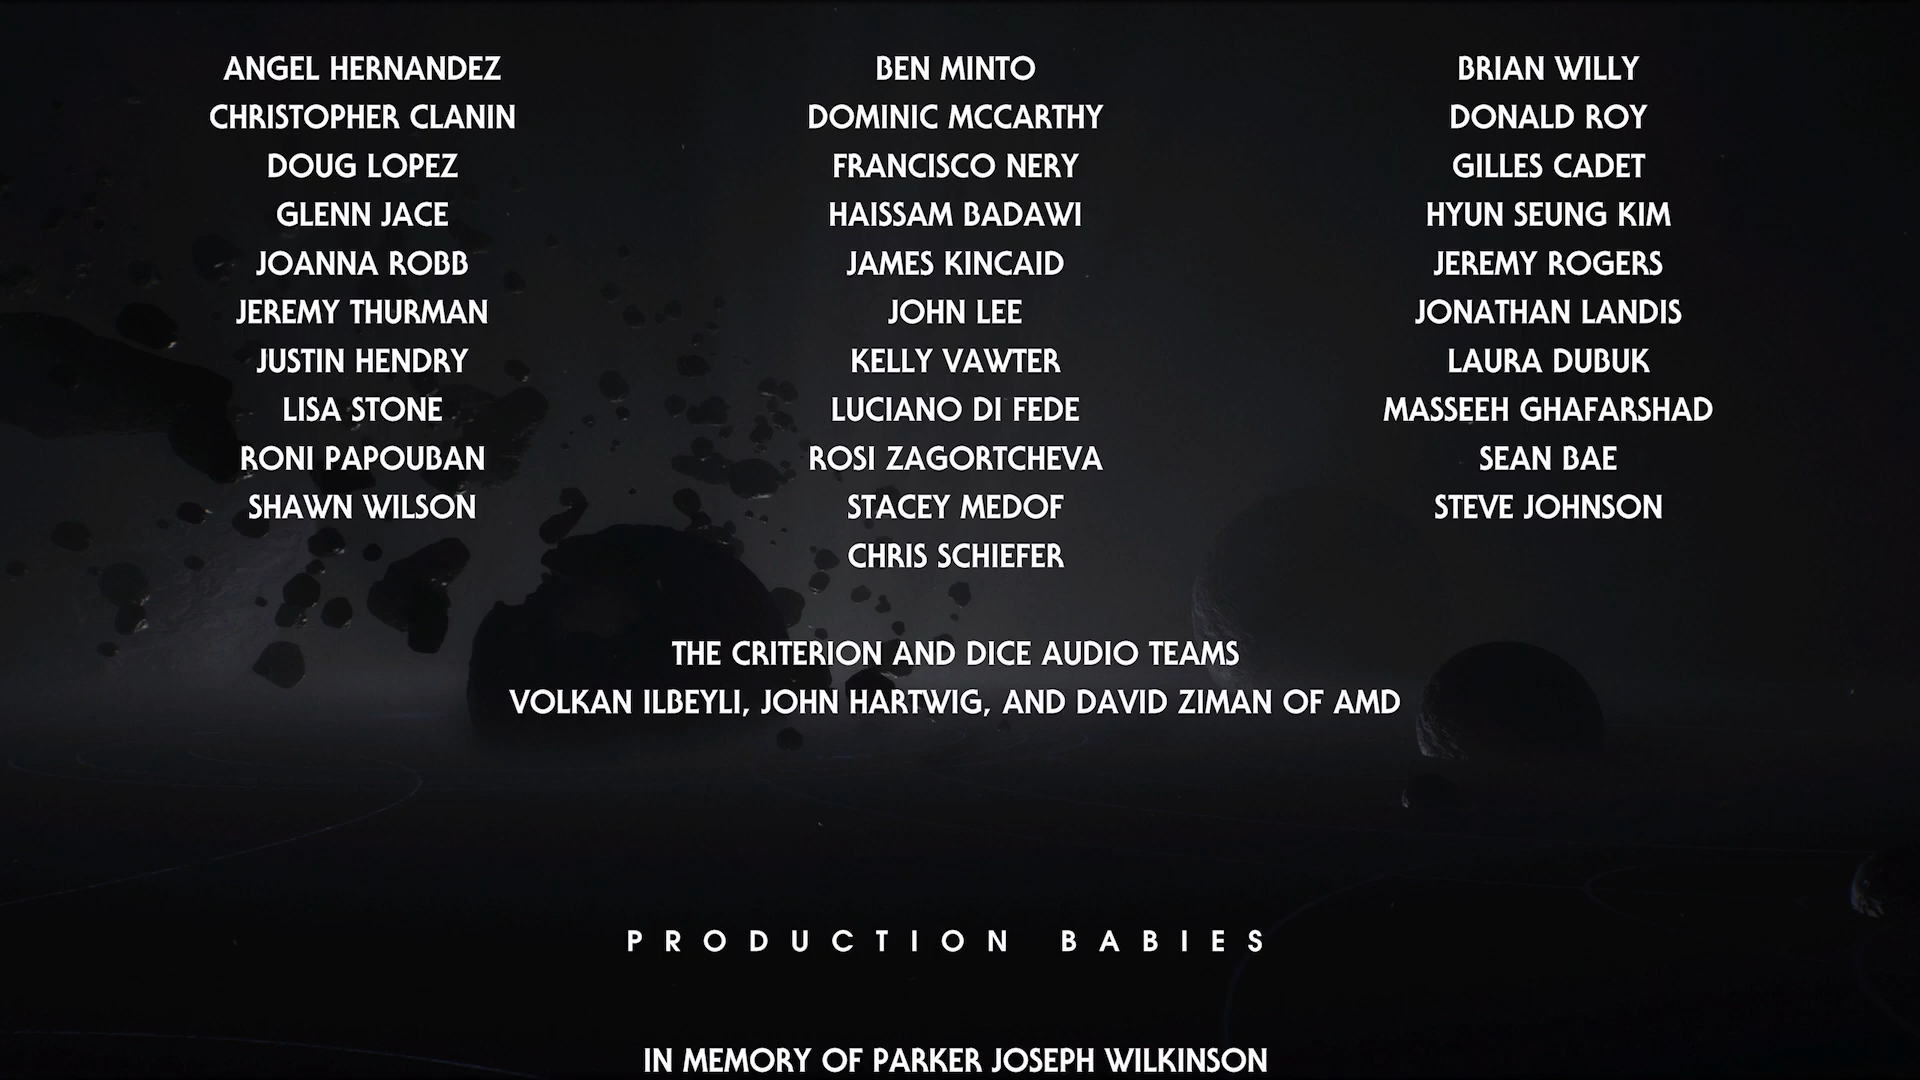 ANGEL HERNANDEZ BEN MINTO BRIAN WILLY
CHRISTOPHER CLANIN DOMINIC MCCARTHY DONALD ROY
DOUG LOPEZ FRANCISCO NERY GILLES CADET
GLENN JACE HAISSAM BADAWI HYUN SEUNG KIM
JOANNA ROBB JAMES KINCAID JEREMY ROGERS
JEREMY THURMAN JOHN LEE JONATHAN LANDIS
JUSTIN HENDRY KELLY VAWTER LAURA DUBUK
LISA STONE LUCIANO DI FEDE MASSEEH GHAFARSHAD
RONI PAPOUBAN ROSI ZAGORTCHEVA SEAN BAE
SHAWN WILSON STACEY MEDOF STEVE JOHNSON
CHRIS SCHIEFER
THE CRITERION AND DICE AUDIO TEAMS
VOLKAN ILBEYLI, JOHN HARTWIG, AND DAVID ZIMAN OF AMD
PRODUCTION BABIES
IN MEMORY OF PARKER JOSEPH WILKINSON